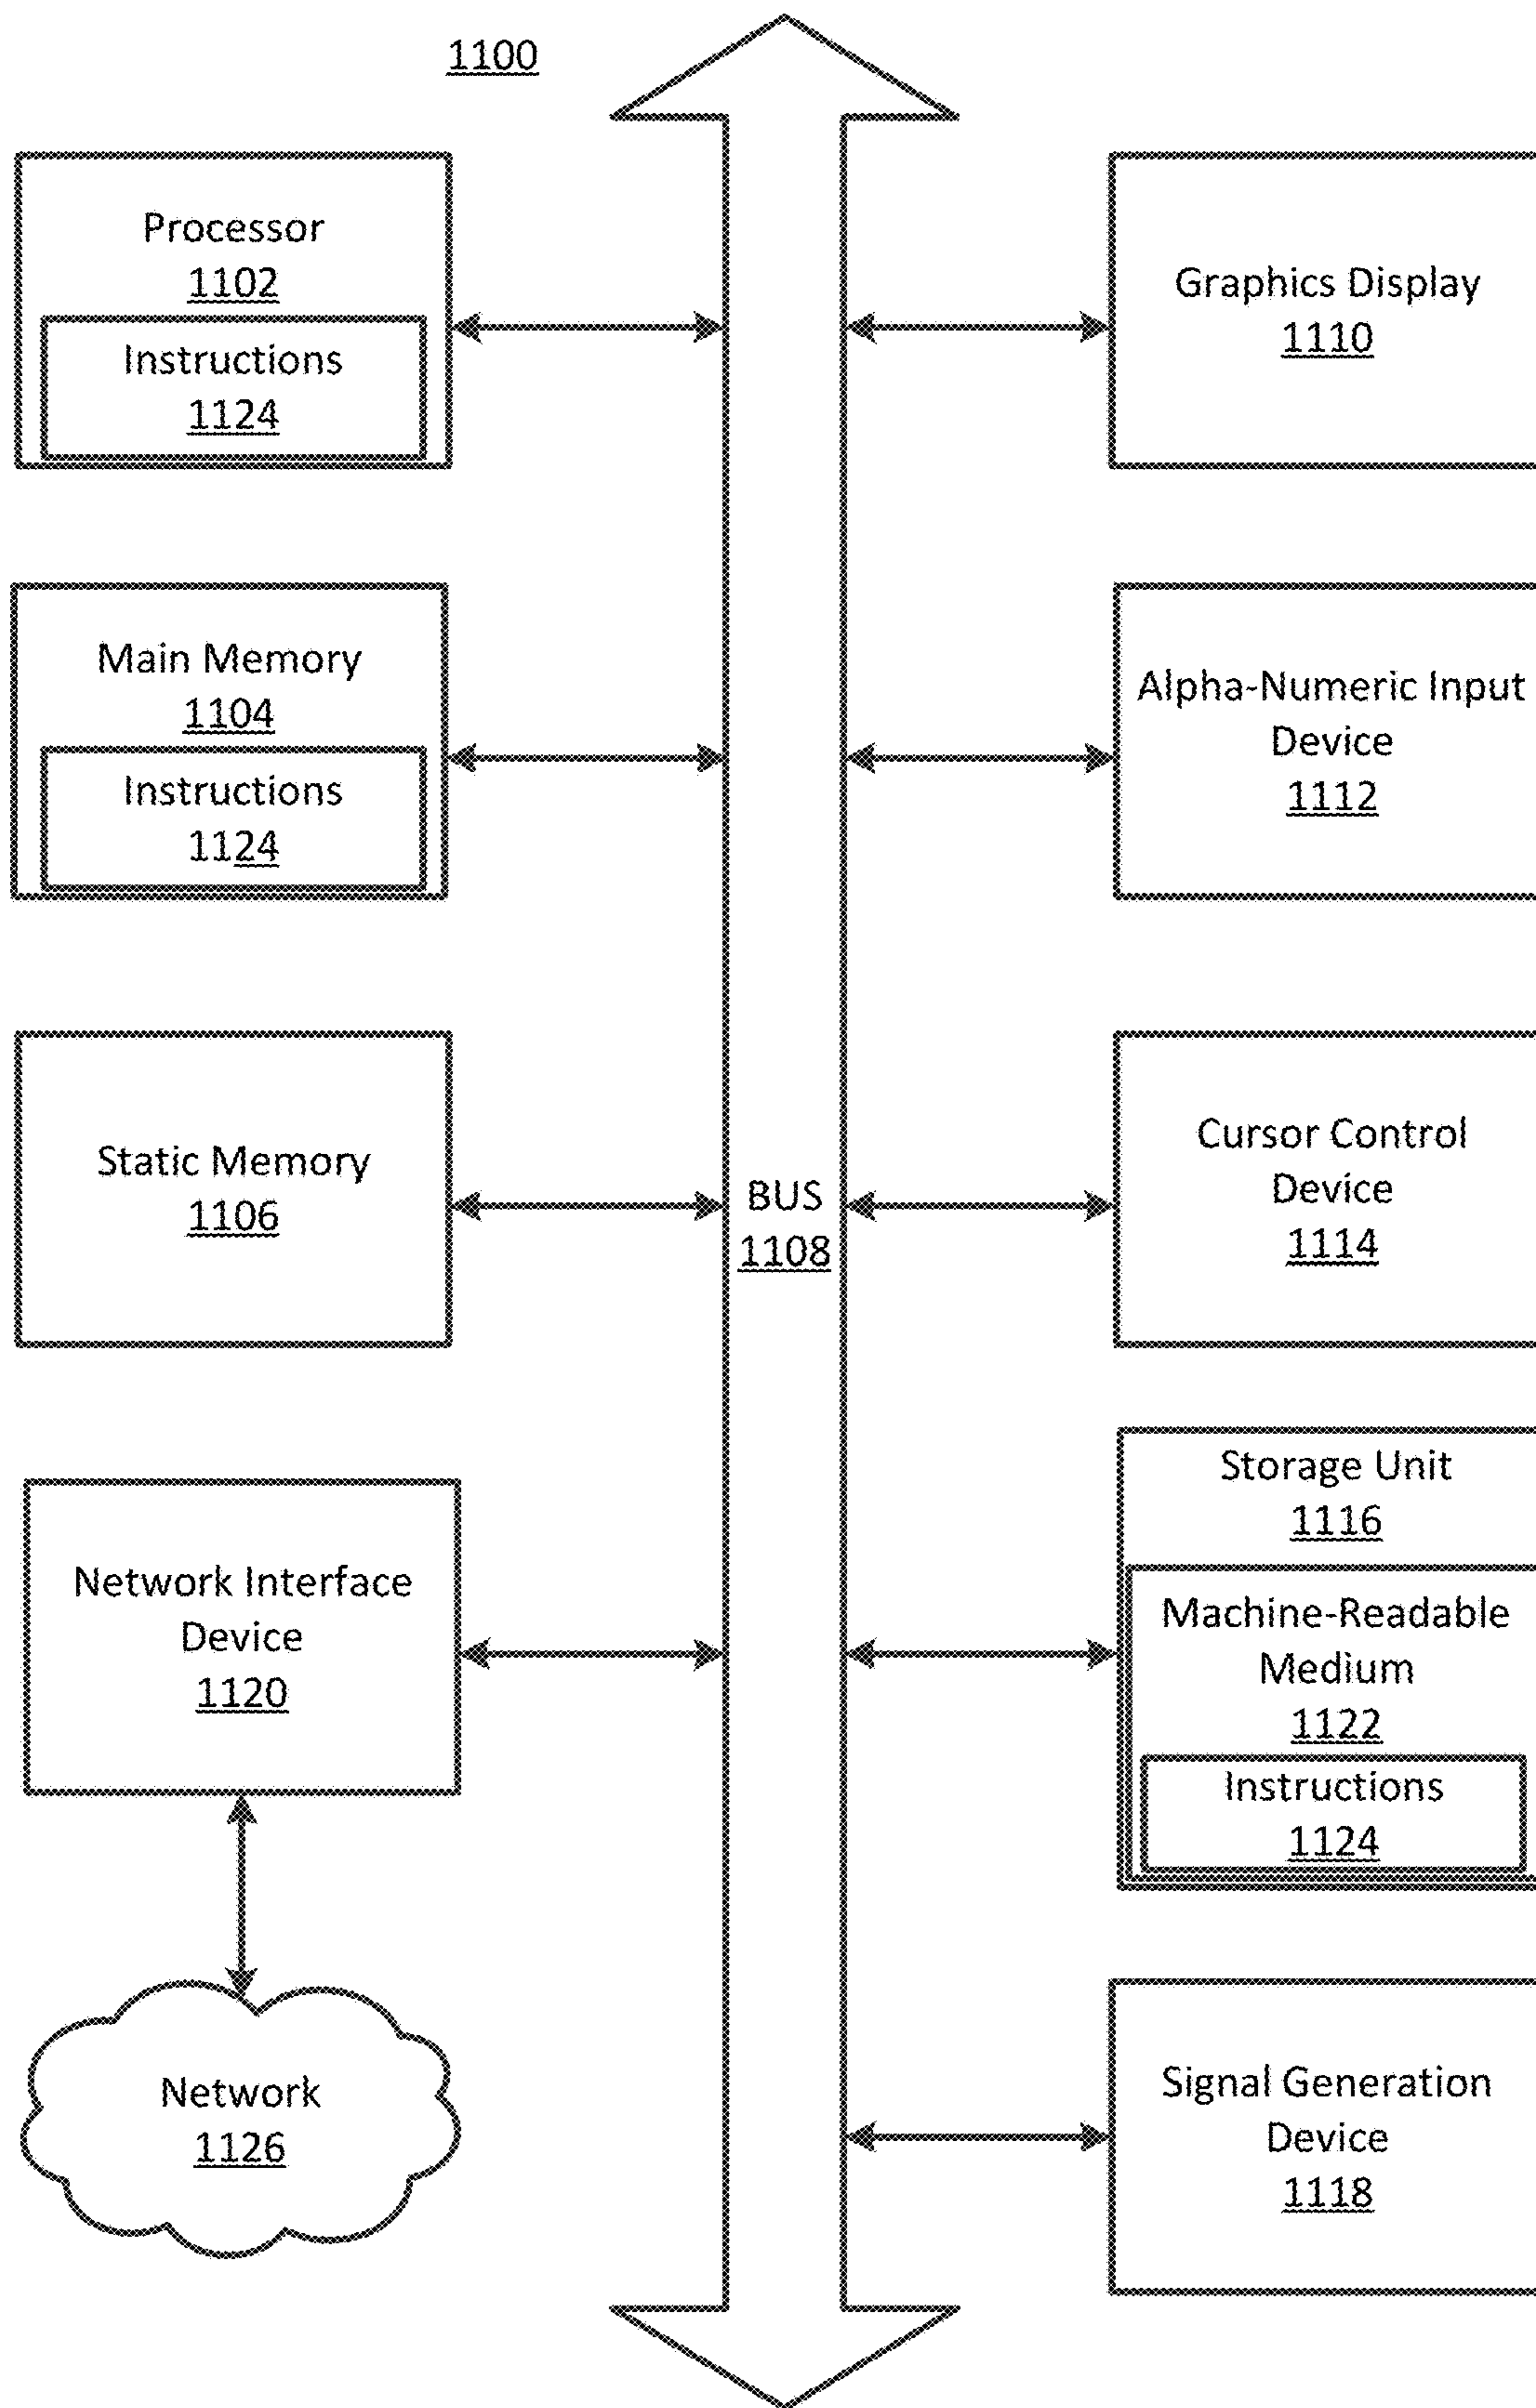 1100
Processor
1102
Instructions
1124
Main Memory
1104
Instructions
1124
Static Memory
1106
Network Interface
Device
1120
Network
1126
BUS
1108
Graphics Display
1110
Alpha-Numeric Input
Device
1112
Cursor Control
Device
1114
Storage Unit
1116
Machine-Readable
Medium
1122
Instructions
1124
Signal Generation
Device
1118